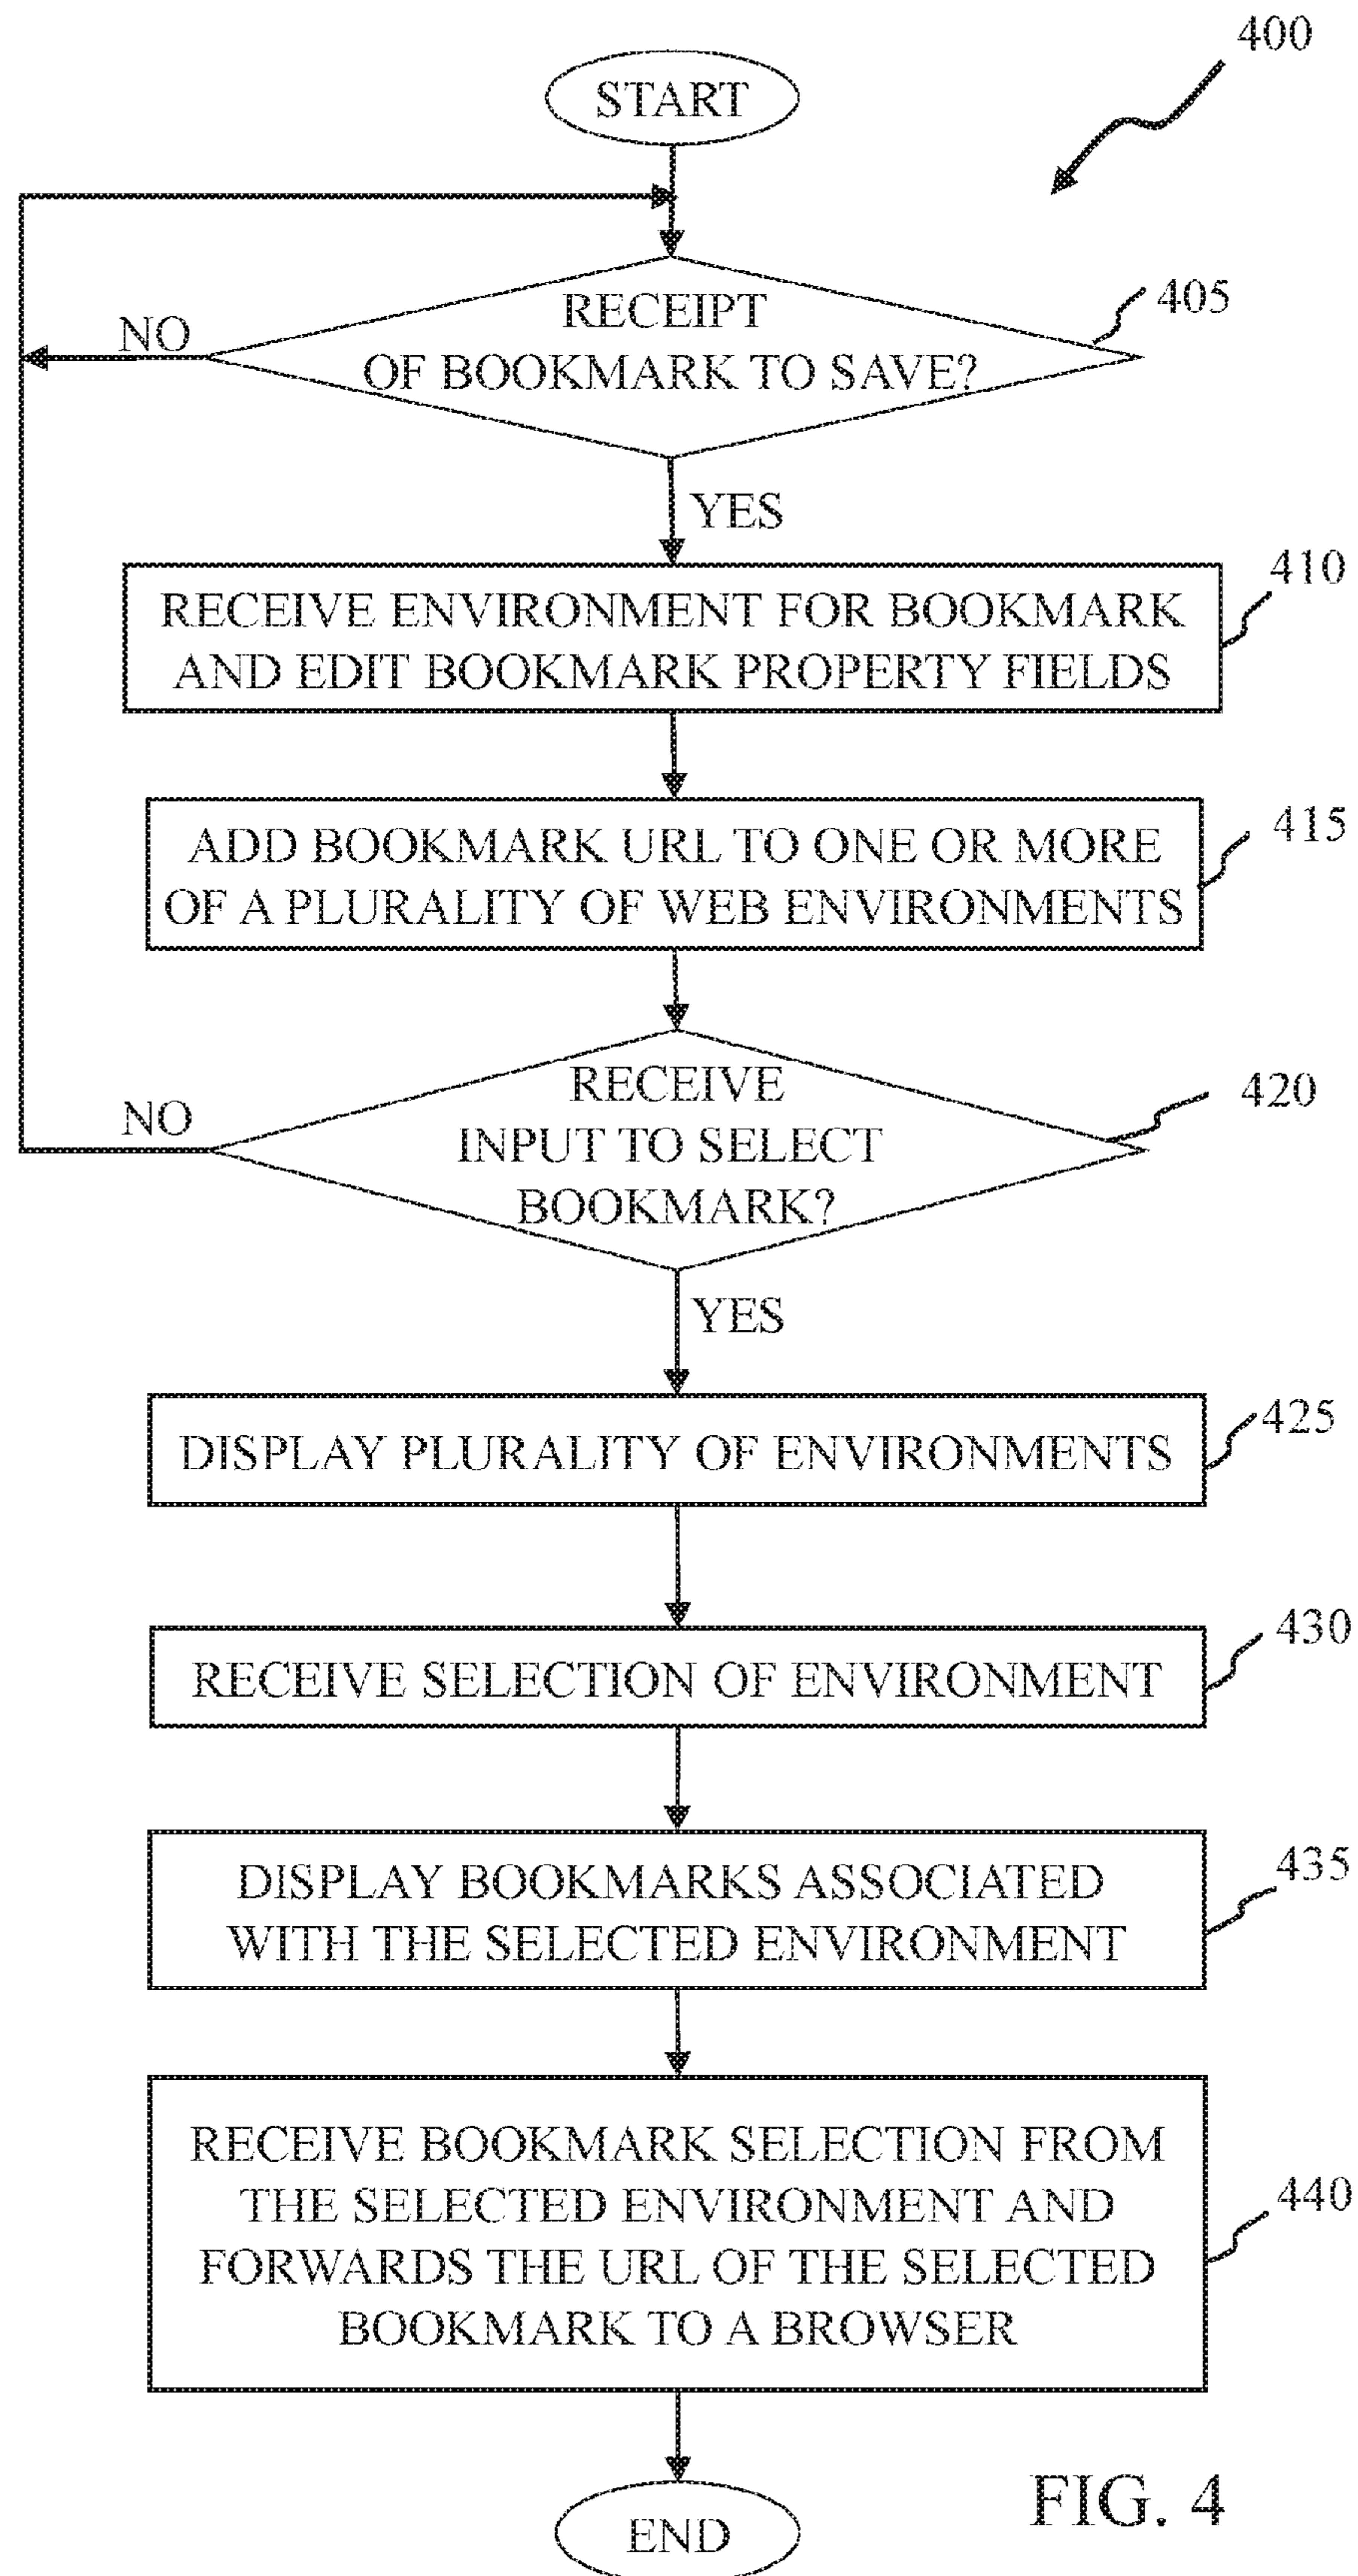 400
START
RECEIPT
OF BOOKMARK TO SAVE?
405
NO
YES
410
RECEIVE ENVIRONMENT FOR BOOKMARK
AND EDIT BOOKMARK PROPERTY FIELDS
415
ADD BOOKMARK URL TO ONE OR MORE
OF A PLURALITY OF WEB ENVIRONMENTS
RECEIVE
INPUT TO SELECT
BOOKMARK?
420
NO
YES
425
DISPLAY PLURALITY OF ENVIRONMENTS
430
RECEIVE SELECTION OF ENVIRONMENT
435
DISPLAY BOOKMARKS ASSOCIATED
WITH THE SELECTED ENVIRONMENT
RECEIVE BOOKMARK SELECTION FROM
THE SELECTED ENVIRONMENT AND
FORWARDS THE URL OF THE SELECTED
BOOKMARK TO A BROWSER
440
END
FIG. 4